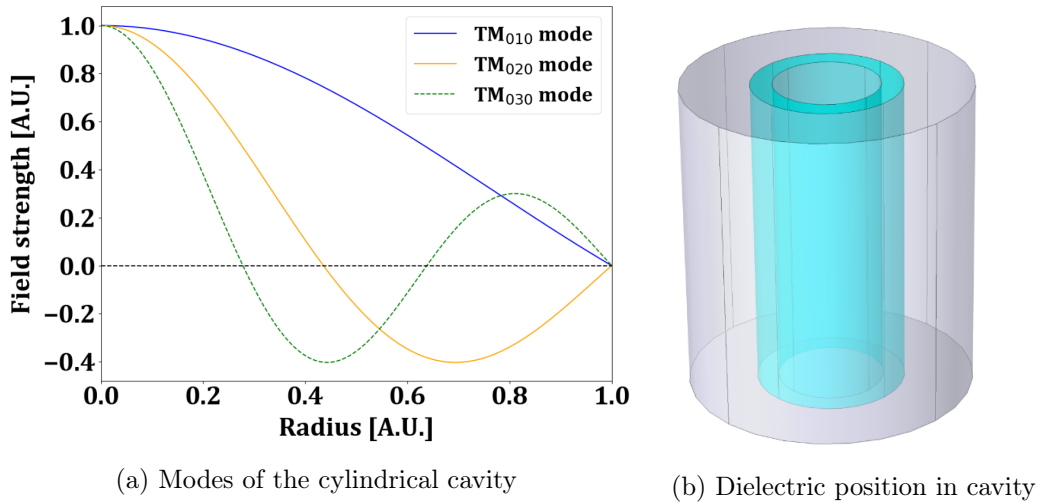 TM010 mode
TM020 mode
TM030 mode
Field strength [A.U.]
1.0
0.8
0.6
0.4
0.2
0.0
−0.2
−0.4
0.0 0.2 0.4 0.6 0.8 1.0
Radius [A.U.]
(a) Modes of the cylindrical cavity
(b) Dielectric position in cavity